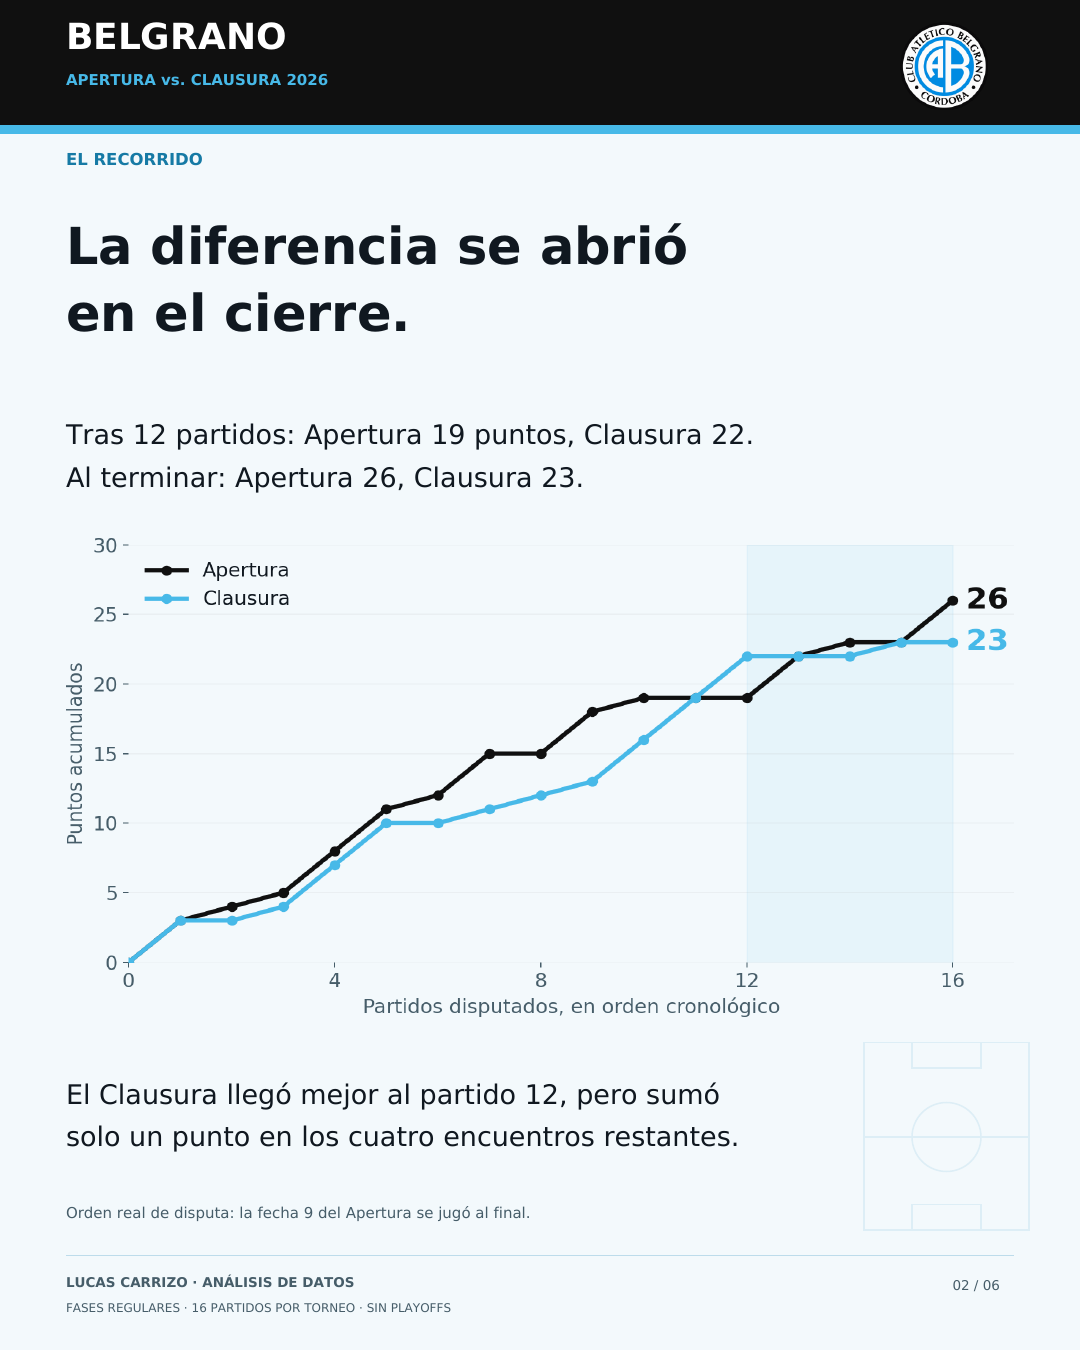 BELGRANO
APERTURA vs. CLAUSURA 2026
CLUB ATLETICO BELGRANO
CAB
CORDOBA
EL RECORRIDO
La diferencia se abrió
en el cierre.
Tras 12 partidos: Apertura 19 puntos, Clausura 22.
Al terminar: Apertura 26, Clausura 23.
30
25
20
15
10
5
0
Puntos acumulados
Apertura
Clausura
26
23
0 4 8 12 16
Partidos disputados, en orden cronológico
El Clausura llegó mejor al partido 12, pero sumó
solo un punto en los cuatro encuentros restantes.
Orden real de disputa: la fecha 9 del Apertura se jugó al final.
LUCAS CARRIZO · ANÁLISIS DE DATOS
02 / 06
FASES REGULARES · 16 PARTIDOS POR TORNEO · SIN PLAYOFFS